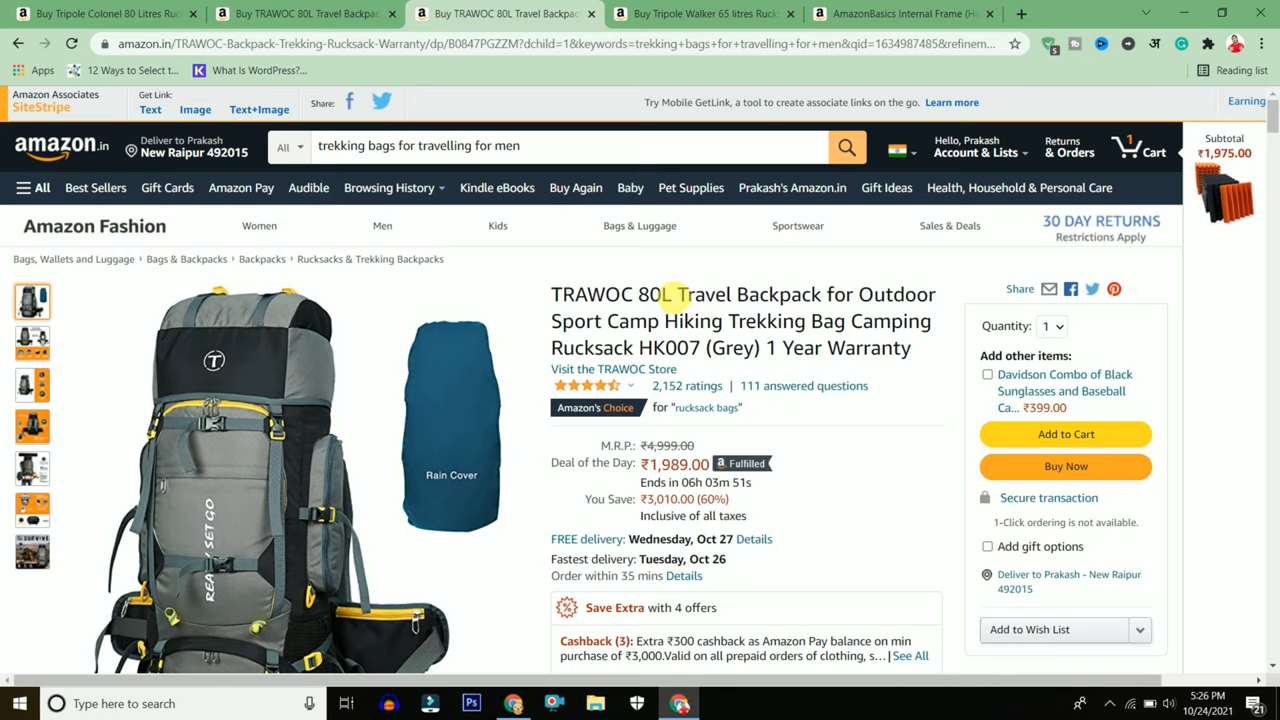 Buy Tripole Colonel 80 Litres Ruc
Buy TRAWOC 80L Travel Backpa
Buy TRAWOC 80L Travel Backpac
Buy Tripole Walker 65 litres Ruck
AmazonBasics Internal Frame (H
amazon.in/TRAWOC-Backpack-Trekking-Rucksack-Warranty/dp/B0847PGZZM?dchild=1&keywords=trekking+bags+for+travelling+for+men&qid=1634987485&refinem...
5
अ
Apps
12 Ways to Select t...
What Is WordPress?...
Reading list
Amazon Associates
SiteStripe
Get Link:
Text
Image
Text+Image
Share:
Try Mobile GetLink, a tool to create associate links on the go. Learn more
Earning
amazon.in
Deliver to Prakash
New Raipur 492015
All
trekking bags for travelling for men
Hello, Prakash
Account & Lists
Returns
& Orders
1
Cart
Subtotal
₹1,975.00
All
Best Sellers
Gift Cards
Amazon Pay
Audible
Browsing History
Kindle eBooks
Buy Again
Baby
Pet Supplies
Prakash's Amazon.in
Gift Ideas
Health, Household & Personal Care
Amazon Fashion
Women
Men
Kids
Bags & Luggage
Sportswear
Sales & Deals
30 DAY RETURNS
Restrictions Apply
Bags, Wallets and Luggage › Bags & Backpacks › Backpacks › Rucksacks & Trekking Backpacks
READY SET GO
Rain Cover
TRAWOC 80L Travel Backpack for Outdoor
Sport Camp Hiking Trekking Bag Camping
Rucksack HK007 (Grey) 1 Year Warranty
Visit the TRAWOC Store
2,152 ratings | 111 answered questions
Amazon's Choice for "rucksack bags"
M.R.P.: ₹4,999.00
Deal of the Day: ₹1,989.00 Fulfilled
Ends in 06h 03m 51s
You Save: ₹3,010.00 (60%)
Inclusive of all taxes
FREE delivery: Wednesday, Oct 27 Details
Fastest delivery: Tuesday, Oct 26
Order within 35 mins Details
Save Extra with 4 offers
Cashback (3): Extra ₹300 cashback as Amazon Pay balance on min
purchase of ₹3,000.Valid on all prepaid orders of clothing, s... | See All
Share
Quantity: 1
Add other items:
Davidson Combo of Black
Sunglasses and Baseball
Ca... ₹399.00
Add to Cart
Buy Now
Secure transaction
1-Click ordering is not available.
Add gift options
Deliver to Prakash - New Raipur
492015
Add to Wish List
Type here to search
Ps
5:26 PM
10/24/2021
21